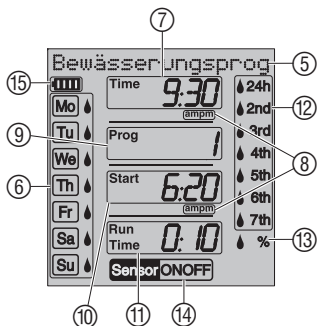 ⑦
Bewässerungsprog ⑤
⑮ Time 9:30 24h
ampm
Mo 2nd ⑫
Tu 3rd
⑨ Prog 1 4th
We 5th ⑧
⑥ Th Start 6:20 6th
ampm
Fr 7th
Sa Run Time 0:10 % ⑬
Su
Sensor ONOFF
⑩ ⑪ ⑭